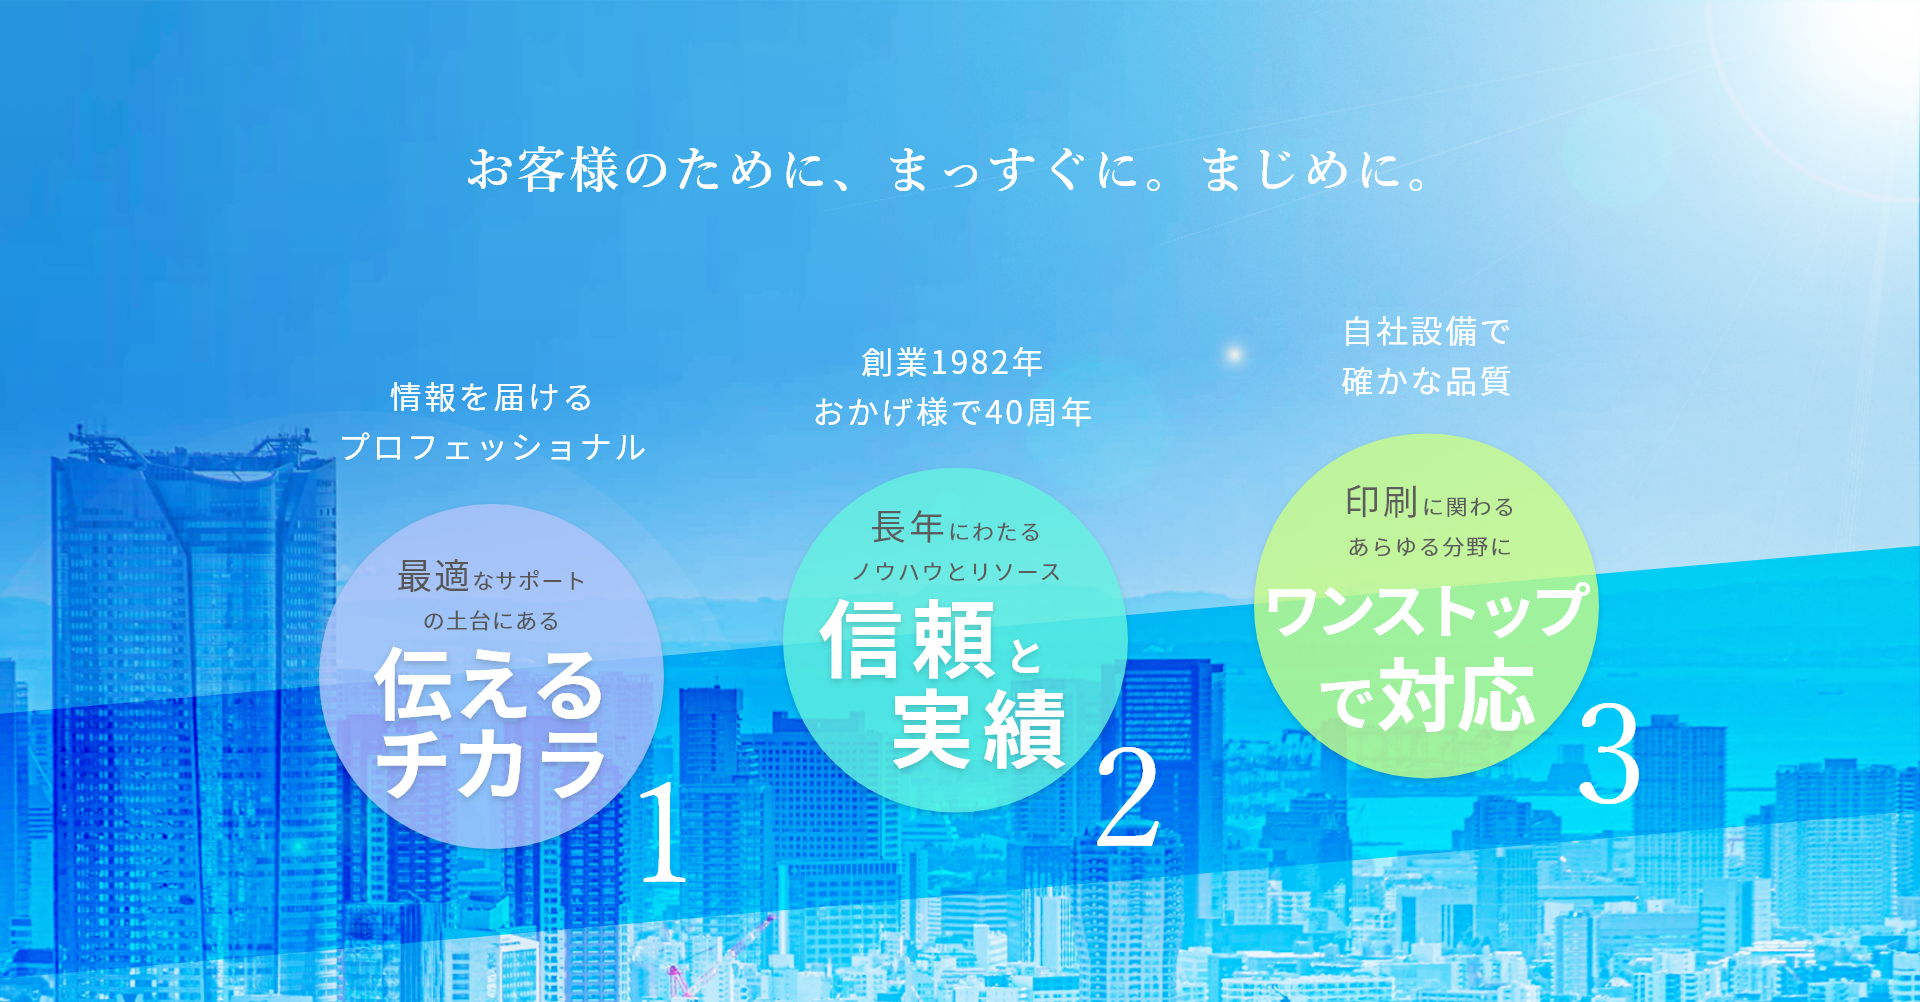 お客様のために、まっすぐに。まじめに。
情報を届ける
プロフェッショナル
最適なサポート
の土台にある
伝える
チカラ
1
創業1982年
おかげ様で40周年
長年にわたる
ノウハウとリソース
信頼と
実績
2
自社設備で
確かな品質
印刷に関わる
あらゆる分野に
ワンストップ
で対応
3